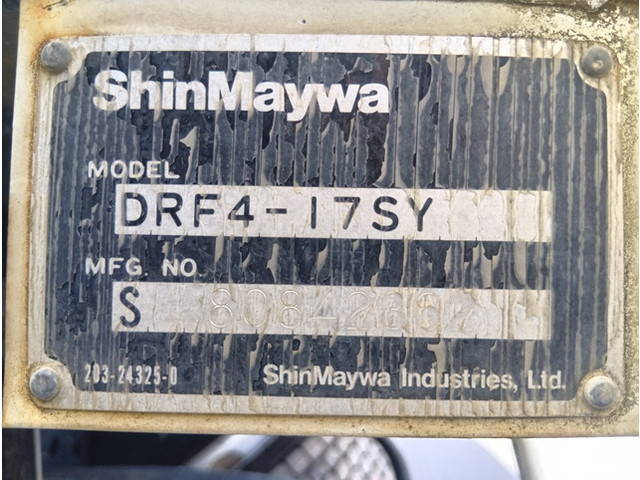 ShinMaywa
MODEL
DRF4-17SY
MFG. NO.
S
203-24325-0
ShinMaywa Industries, Ltd.